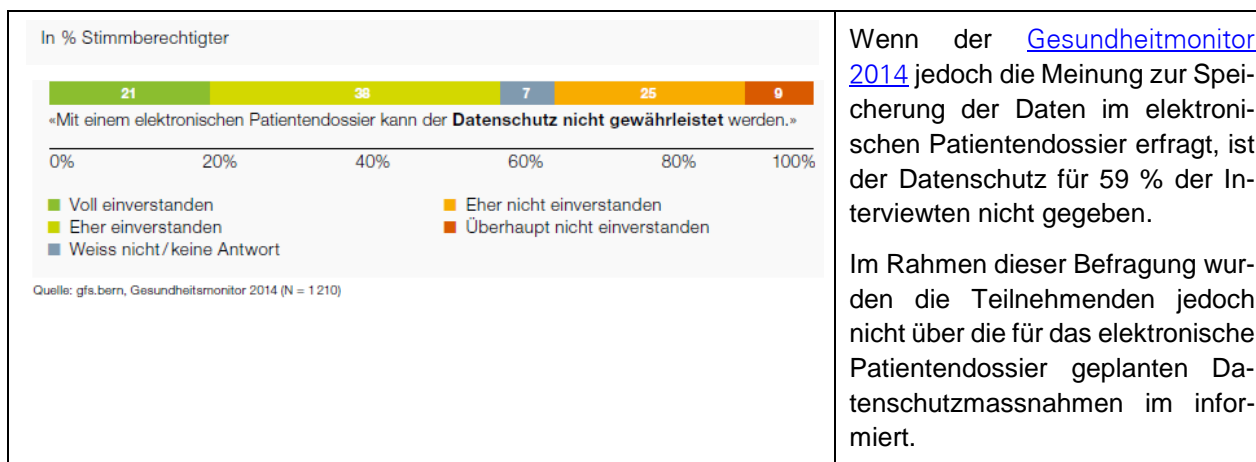 In % Stimmberechtigter
21 38 7 25 9
«Mit einem elektronischen Patientendossier kann der Datenschutz nicht gewährleistet werden.»
0% 20% 40% 60% 80% 100%
Voll einverstanden
Eher einverstanden
Weiss nicht/keine Antwort
Eher nicht einverstanden
Überhaupt nicht einverstanden
Quelle: gfs.bern, Gesundheitsmonitor 2014 (N = 1210)
Wenn der Gesundheitmonitor
2014 jedoch die Meinung zur Spei-
cherung der Daten im elektroni-
schen Patientendossier erfragt, ist
der Datenschutz für 59 % der In-
terviewten nicht gegeben.
Im Rahmen dieser Befragung wur-
den die Teilnehmenden jedoch
nicht über die für das elektronische
Patientendossier geplanten Da-
tenschutzmassnahmen im infor-
miert.